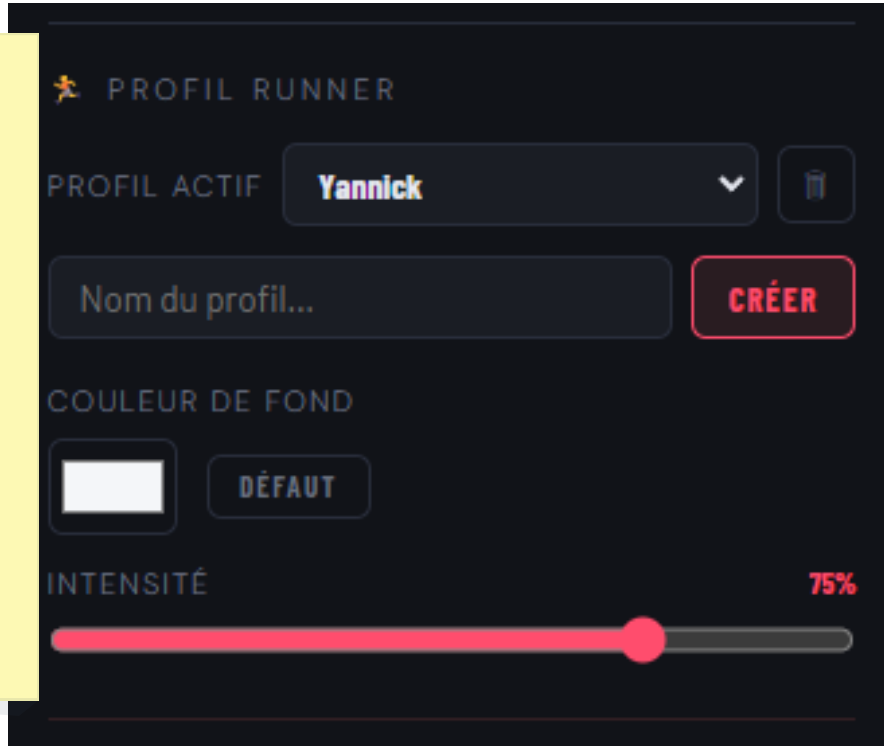 PROFIL RUNNER
PROFIL ACTIF Yannick
Nom du profil... CRÉER
COULEUR DE FOND
DÉFAUT
INTENSITÉ 75%